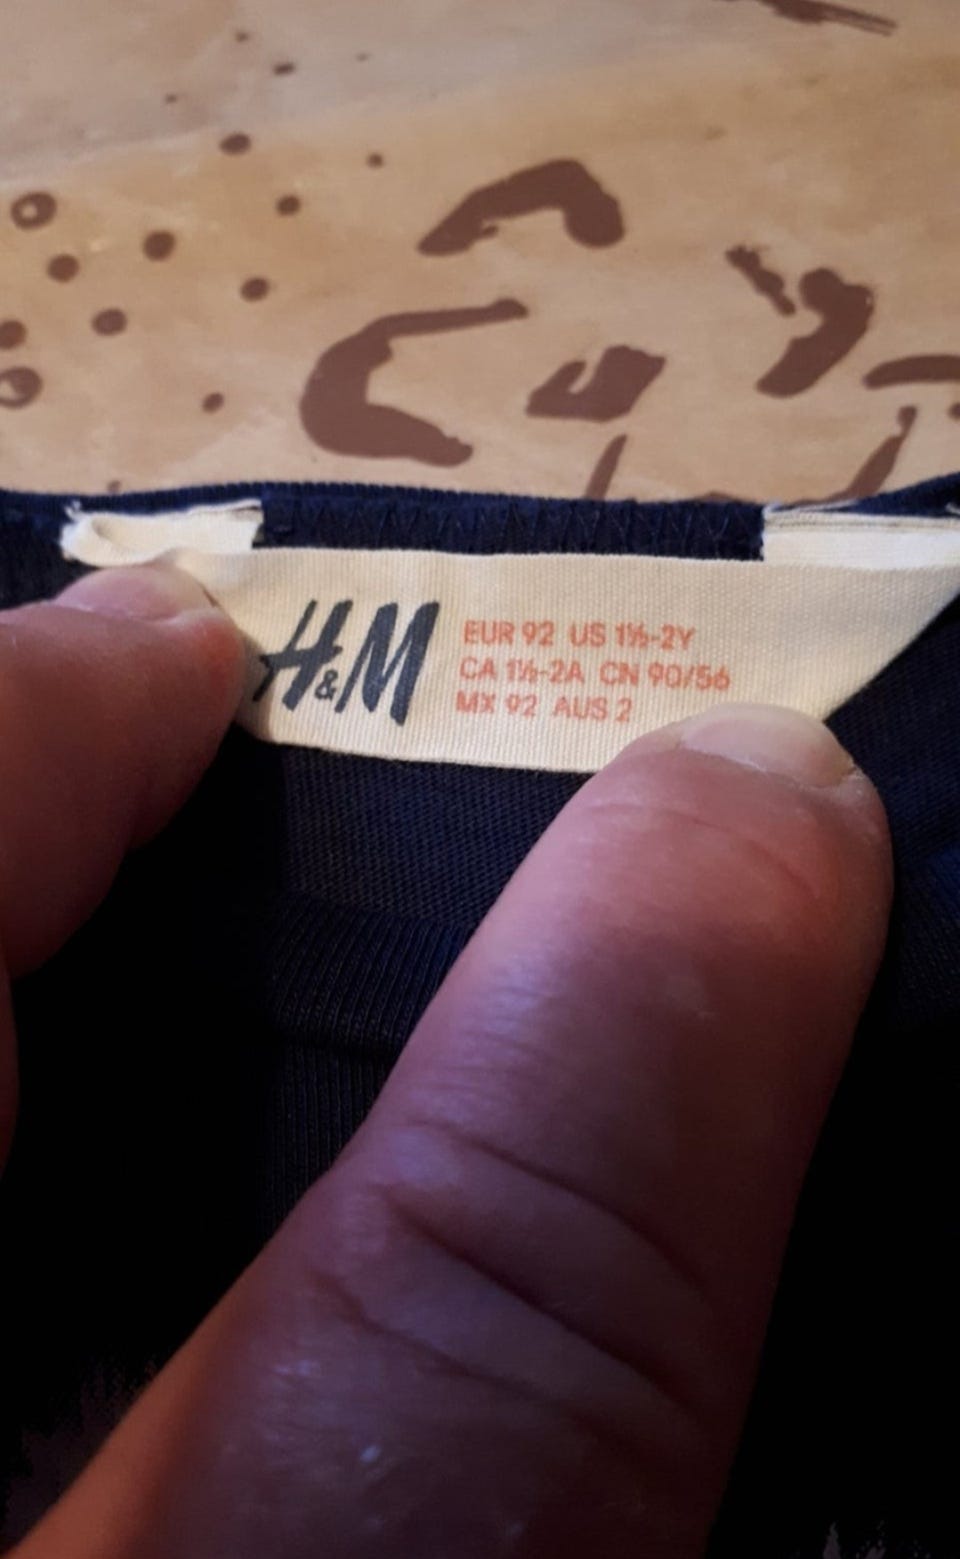 H&M
EUR 92 US 1½-2Y
CA 1½-2A CN 90/56
MX 92 AUS 2